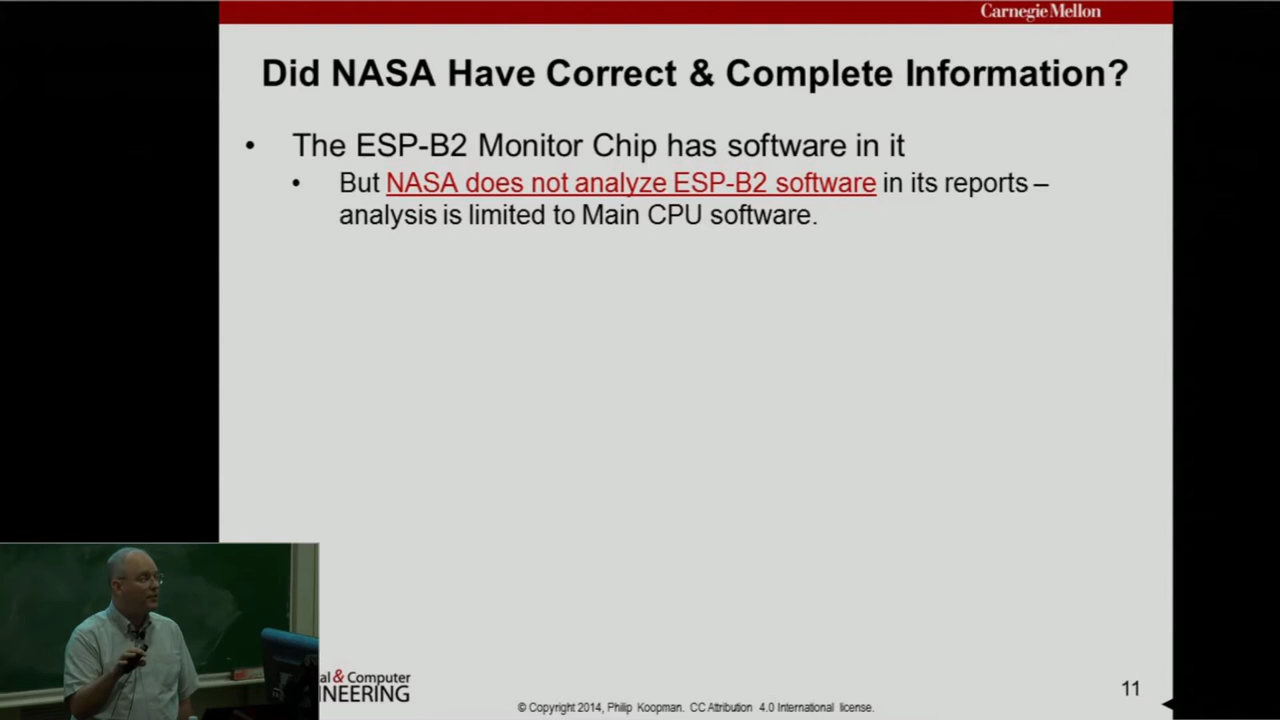 Carnegie Mellon
Did NASA Have Correct & Complete Information?
• The ESP-B2 Monitor Chip has software in it
• But NASA does not analyze ESP-B2 software in its reports –
analysis is limited to Main CPU software.
al & Computer
NEERING
11
© Copyright 2014, Philip Koopman. CC Attribution 4.0 International license.